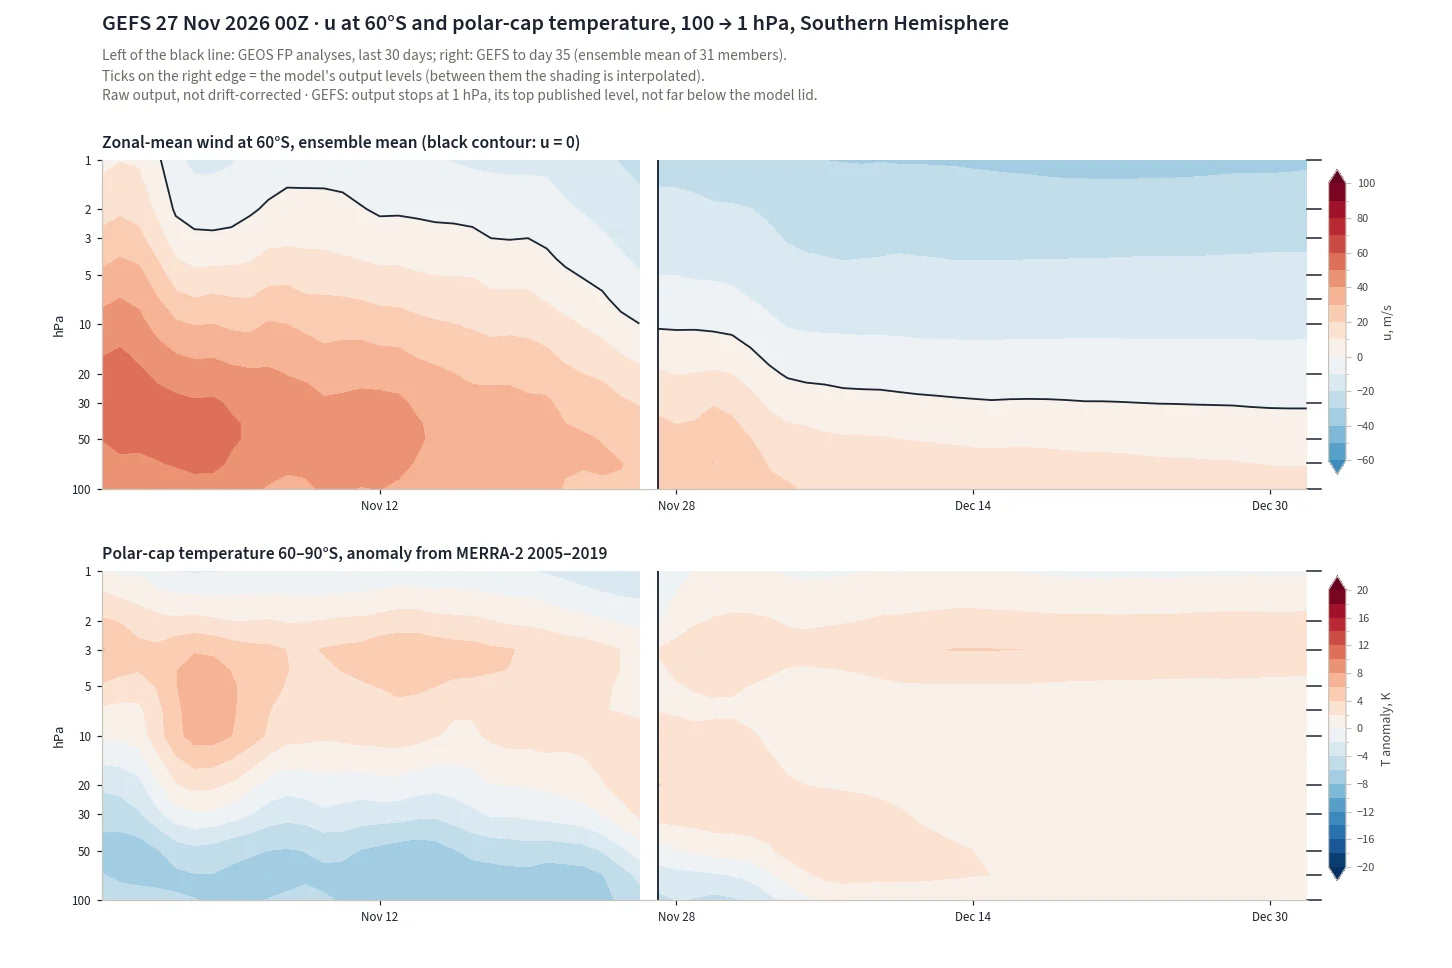 GEFS 27 Nov 2026 00Z · u at 60°S and polar-cap temperature, 100 → 1 hPa, Southern Hemisphere
Left of the black line: GEOS FP analyses, last 30 days; right: GEFS to day 35 (ensemble mean of 31 members).
Ticks on the right edge = the model's output levels (between them the shading is interpolated).
Raw output, not drift-corrected · GEFS: output stops at 1 hPa, its top published level, not far below the model lid.
Zonal-mean wind at 60°S, ensemble mean (black contour: u = 0)
1
2
3
5
10
20
30
50
100
hPa
Nov 12
Nov 28
Dec 14
Dec 30
100
80
60
40
20
0
−20
−40
−60
u, m/s
Polar-cap temperature 60–90°S, anomaly from MERRA-2 2005–2019
1
2
3
5
10
20
30
50
100
hPa
Nov 12
Nov 28
Dec 14
Dec 30
20
16
12
8
4
0
−4
−8
−12
−16
−20
T anomaly, K